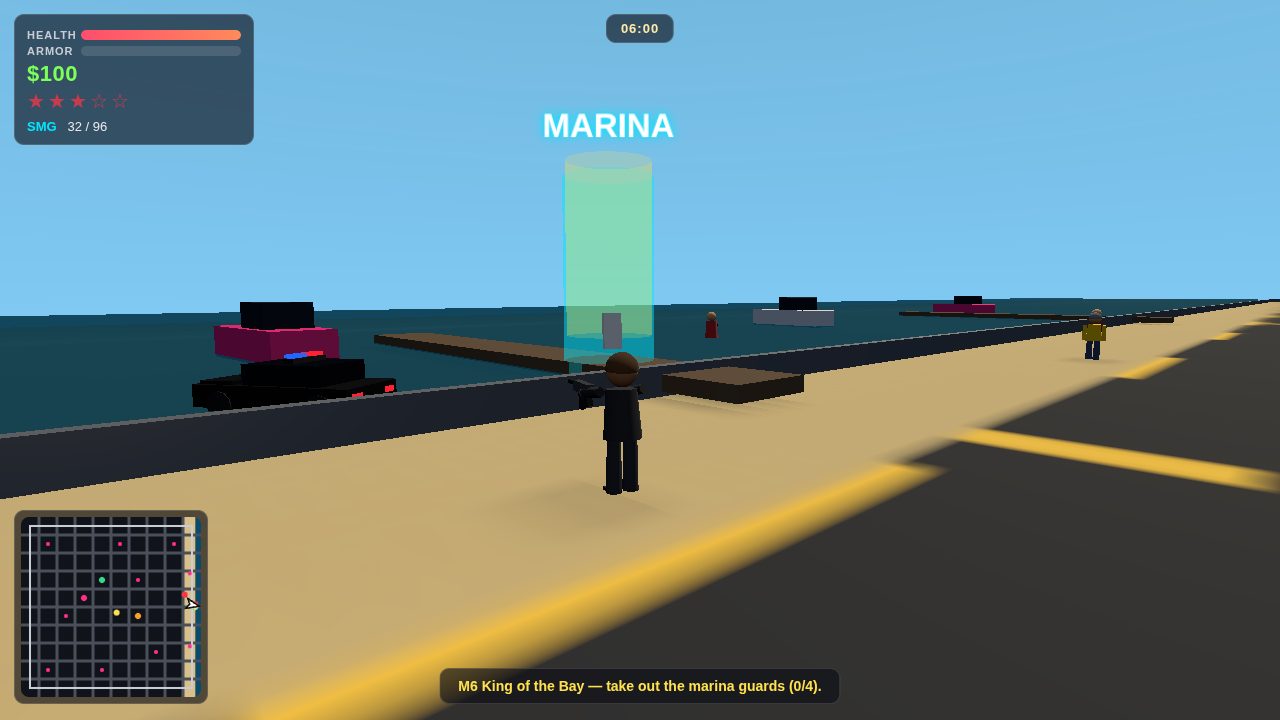 HEALTH
ARMOR
$100
★★★☆☆
SMG 32 / 96
06:00
MARINA
M6 King of the Bay — take out the marina guards (0/4).